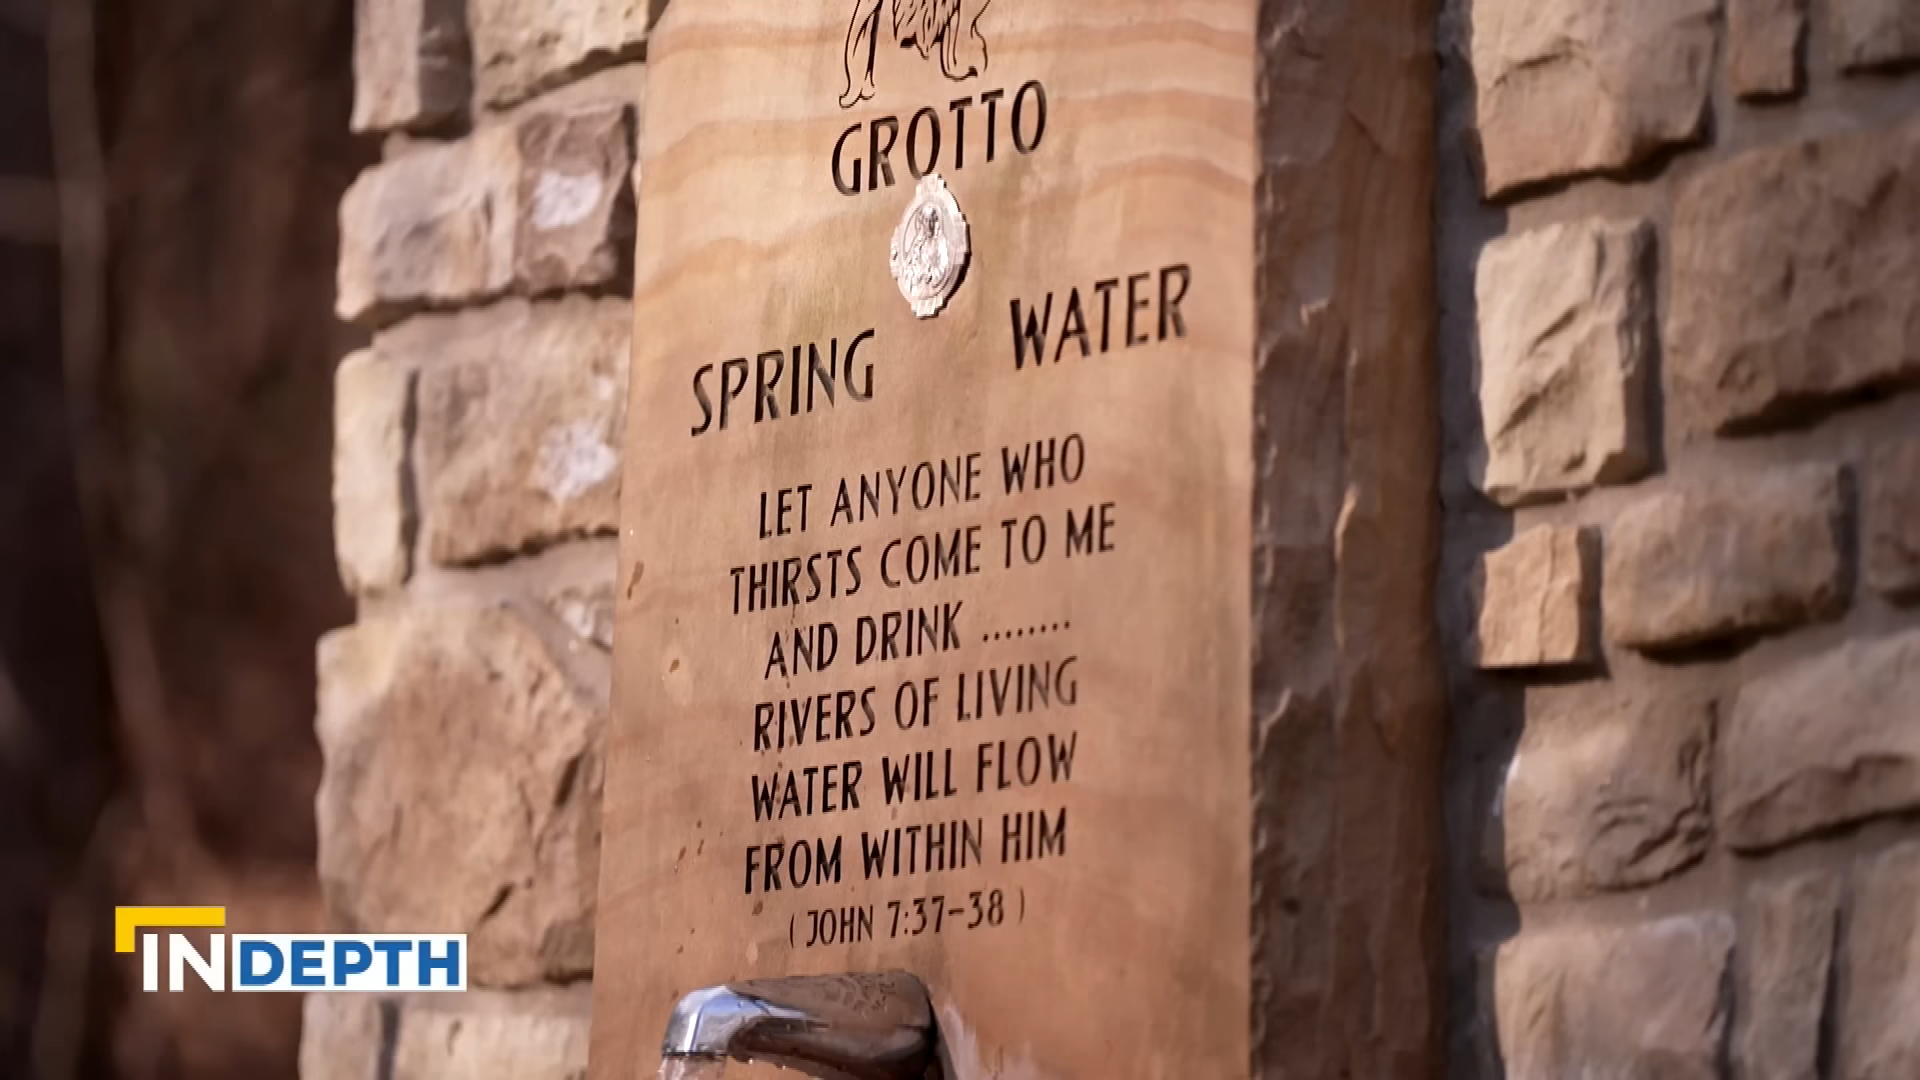 GROTTO
SPRING WATER
LET ANYONE WHO
THIRSTS COME TO ME
AND DRINK ........
RIVERS OF LIVING
WATER WILL FLOW
FROM WITHIN HIM
( JOHN 7:37-38 )
INDEPTH